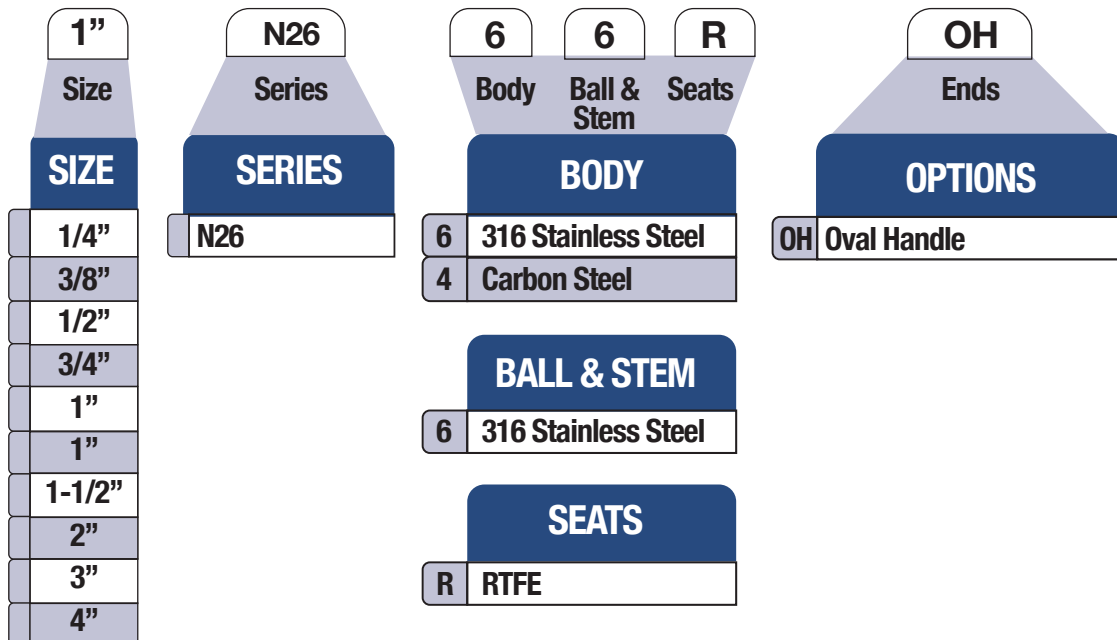 1”
N26
6
6
R
OH
Size
Series
Body
Ball &
Stem
Seats
Ends
SIZE
1/4”
3/8”
1/2”
3/4”
1”
1”
1-1/2”
2”
3”
4”
SERIES
N26
BODY
6 316 Stainless Steel
4 Carbon Steel
BALL & STEM
6 316 Stainless Steel
SEATS
R RTFE
OPTIONS
OH Oval Handle